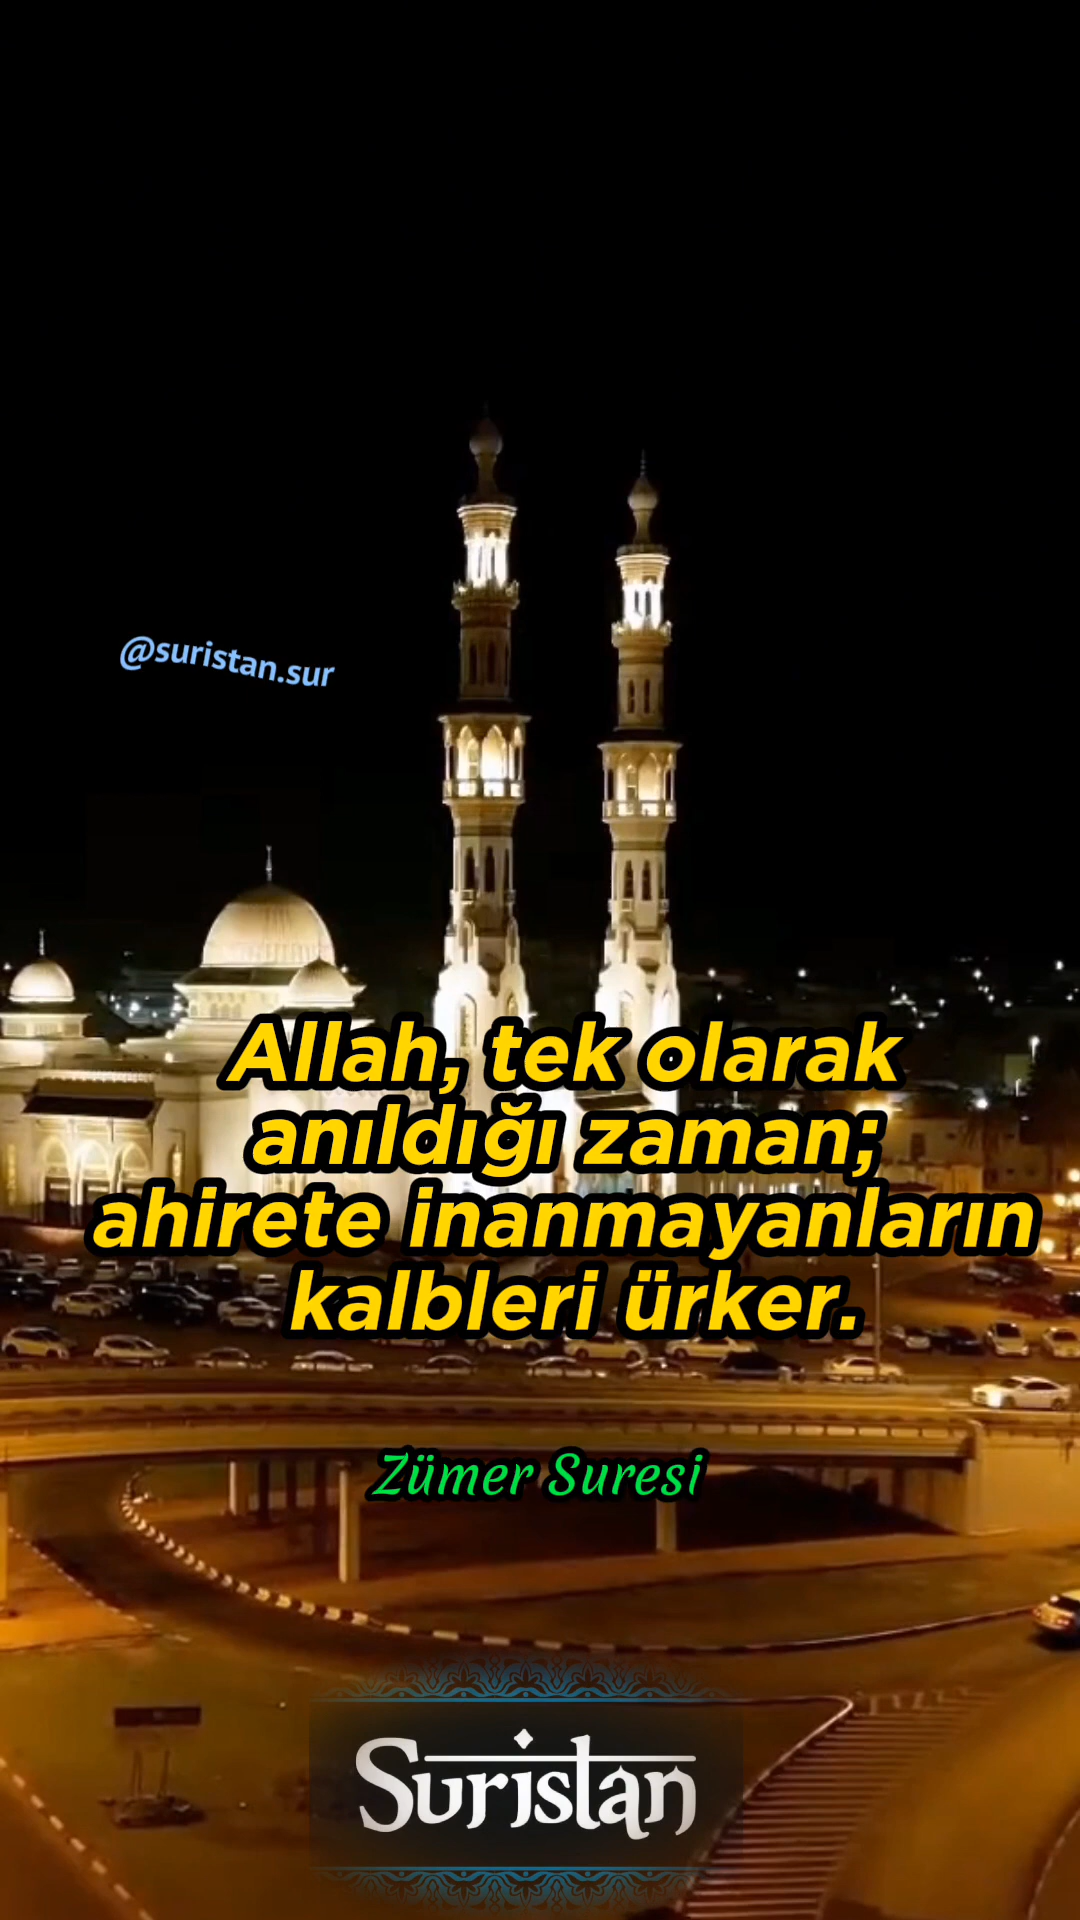 @suristan.sur
Allah, tek olarak
anıldığı zaman;
ahirete inanmayanların
kalbleri ürker.
Zümer Suresi
Suristan